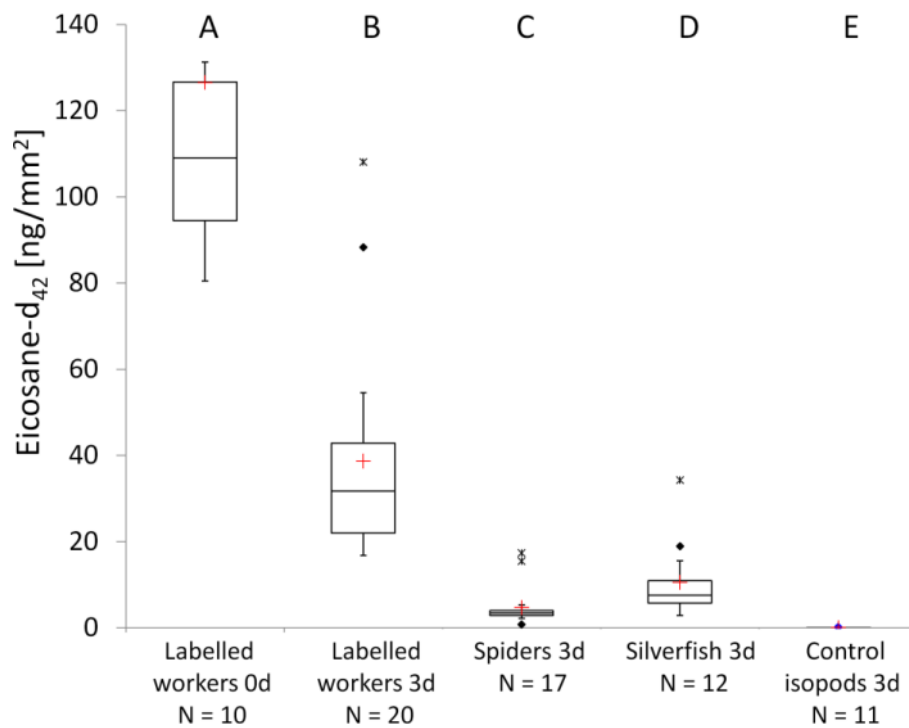 A B C D E
Eicosane-d42 [ng/mm2]
140
120
100
80
60
40
20
0
Labelled workers 0d N = 10
Labelled workers 3d N = 20
Spiders 3d N = 17
Silverfish 3d N = 12
Control isopods 3d N = 11